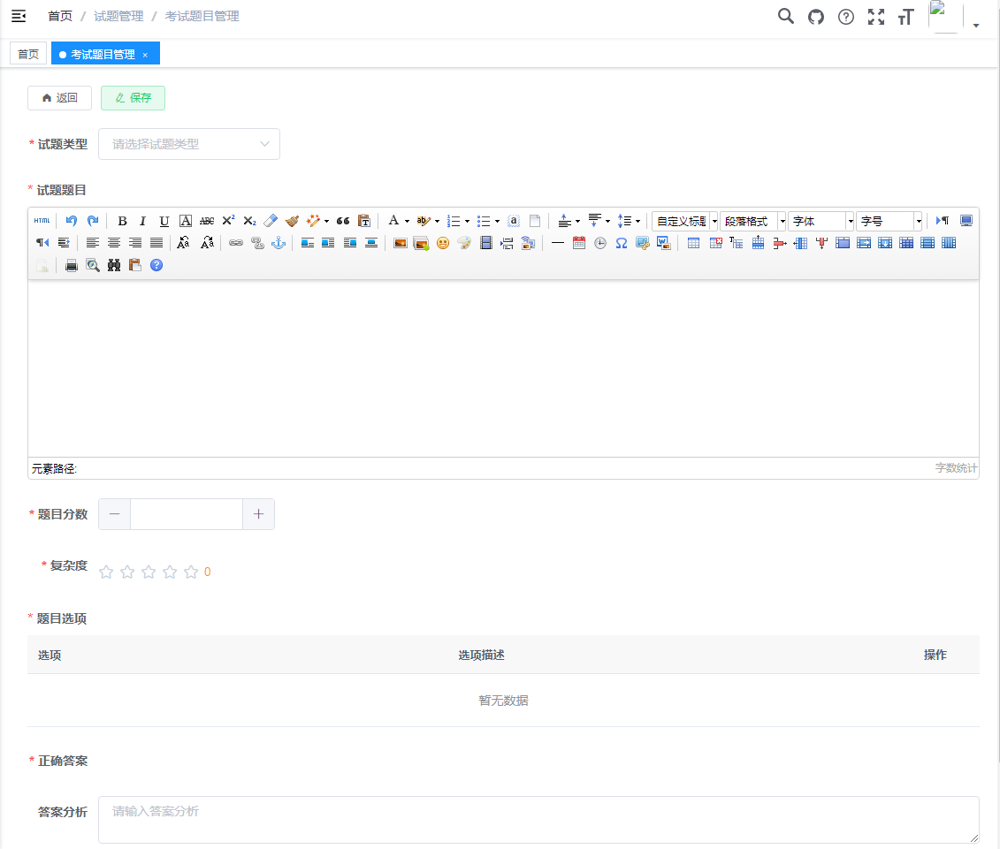 首页 / 试题管理 / 考试题目管理
首页 考试题目管理 ×
返回 保存
* 试题类型 请选择试题类型
* 试题题目
HTML B I U A ABC X² X₂ A ab
自定义标题 段落格式 字体 字号
元素路径: 字数统计
* 题目分数 − +
* 复杂度 0
* 题目选项
选项 选项描述 操作
暂无数据
* 正确答案
答案分析 请输入答案分析